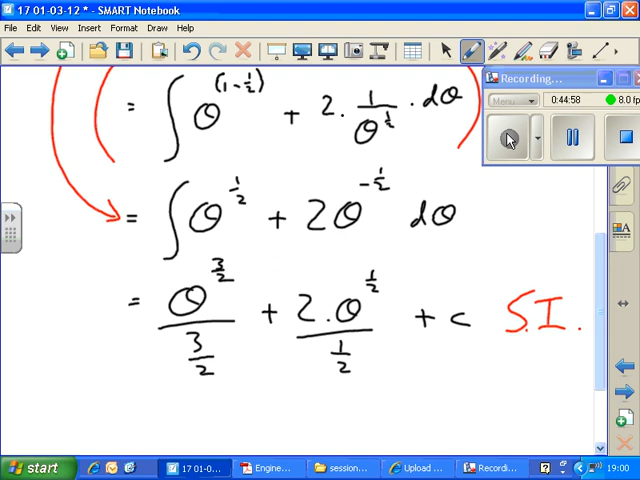 17 01-03-12 * - SMART Notebook
File Edit View Insert Format Draw Help
Recording...
Menu 0:44:58 8.0 fp
= ∫ θ^(1-1/2) + 2 · 1/θ^(1/2) · dθ
= ∫ θ^(1/2) + 2θ^(-1/2) dθ
= θ^(3/2) / (3/2) + 2 · θ^(1/2) / (1/2) + c S.I.
start 17 01-0... Engine... session... Upload ... Recordin... ? 19:00